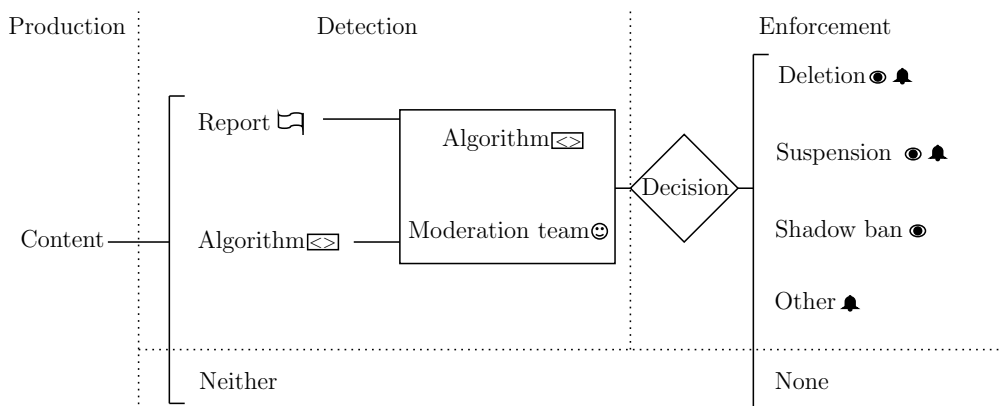 Production
Detection
Enforcement
Report
Algorithm<>
Algorithm<>
Moderation team
Content
Decision
Deletion
Suspension
Shadow ban
Other
Neither
None